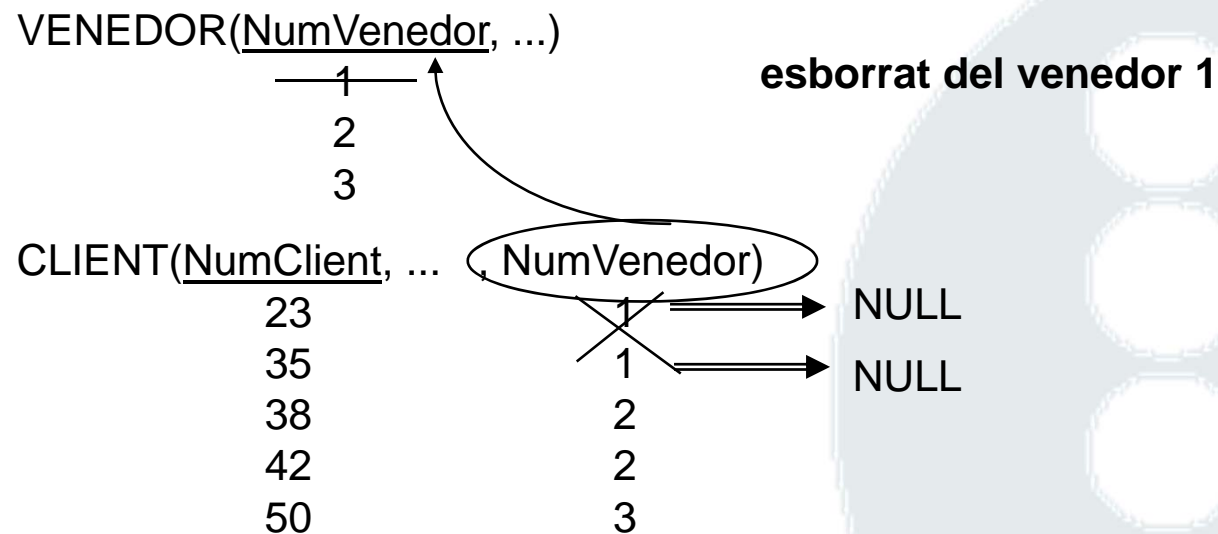 VENEDOR(NumVenedor, ...)
esborrat del venedor 1
1
2
3
CLIENT(NumClient, ... , NumVenedor)
23 1 NULL
35 1 NULL
38 2
42 2
50 3